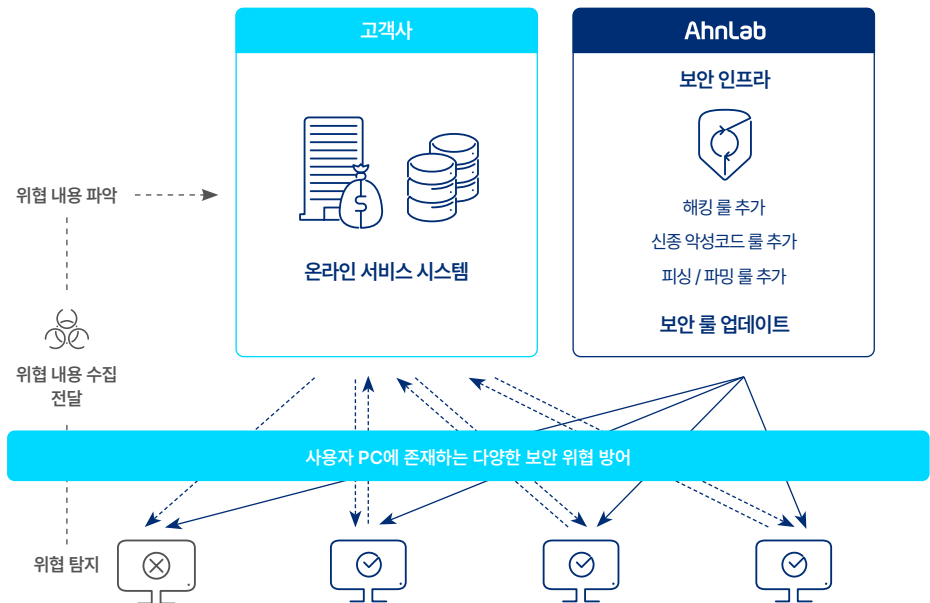 고객사
온라인 서비스 시스템
AhnLab
보안 인프라
해킹 룰 추가
신종 악성코드 룰 추가
피싱 / 파밍 룰 추가
보안 룰 업데이트
위협 내용 파악
위협 내용 수집
전달
사용자 PC에 존재하는 다양한 보안 위협 방어
위협 탐지